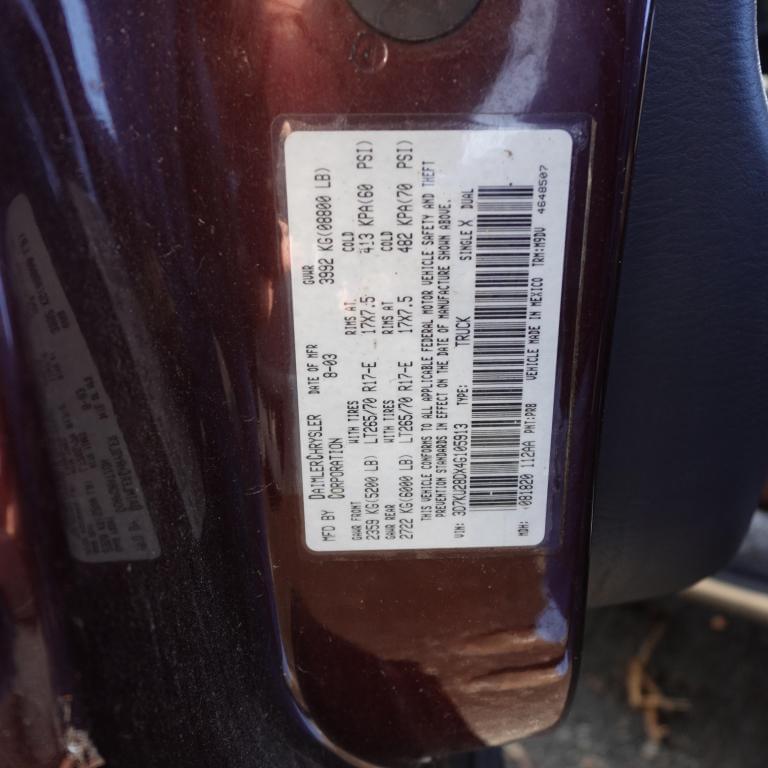 MFD BY DAIMLERCHRYSLER CORPORATION
DATE OF MFR 8-03
GVWR 3992 KG(08800 LB)
GAWR FRONT WITH TIRES RIMS AT COLD
2359 KG(5200 LB) LT265/70 R17-E 17X7.5 413 KPA(60 PSI)
GAWR REAR WITH TIRES RIMS AT COLD
2722 KG(6000 LB) LT265/70 R17-E 17X7.5 482 KPA(70 PSI)
THIS VEHICLE CONFORMS TO ALL APPLICABLE FEDERAL MOTOR VEHICLE SAFETY AND THEFT
PREVENTION STANDARDS IN EFFECT ON THE DATE OF MANUFACTURE SHOWN ABOVE.
VIN: 3D7KU28DX4G105913 TYPE: TRUCK SINGLE X DUAL
MDH: 081820 112AA PNT:PRB VEHICLE MADE IN MEXICO TRM:M9DV 4648507